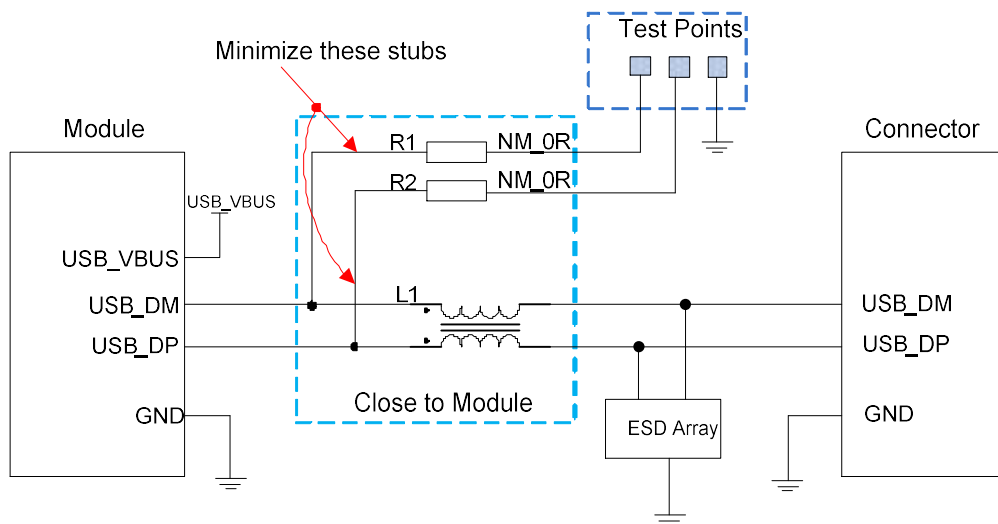 Test Points
Minimize these stubs
Module
Connector
R1
NM_0R
R2
NM_0R
USB_VBUS
USB_VBUS
USB_DM
L1
USB_DM
USB_DP
USB_DP
GND
Close to Module
GND
ESD Array